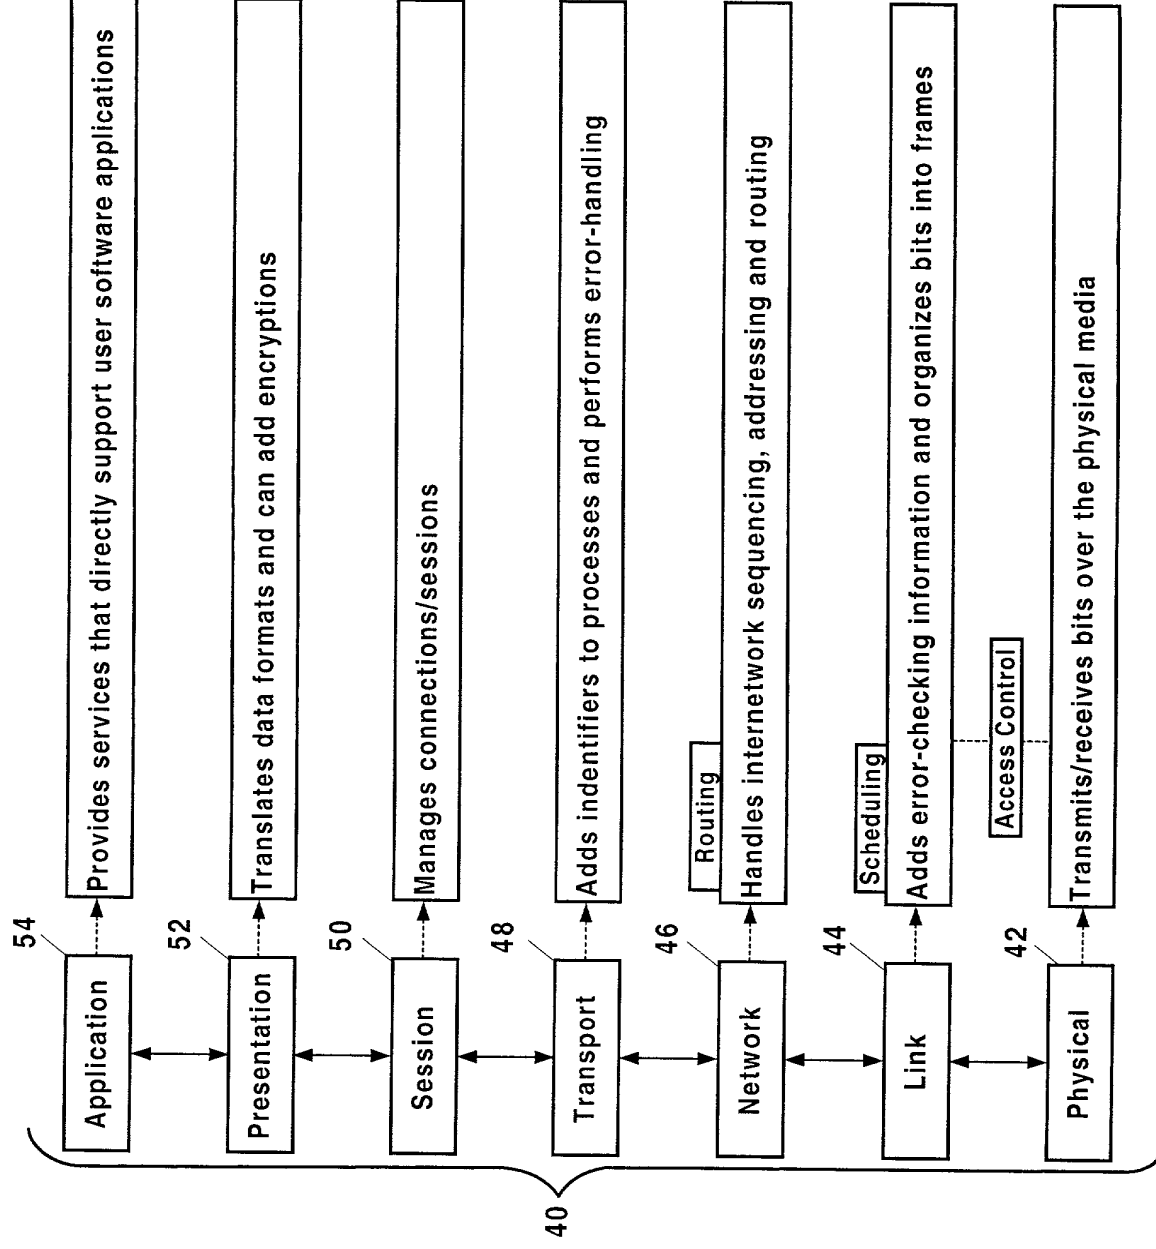 40
54
Application
Provides services that directly support user software applications
52
Presentation
Translates data formats and can add encryptions
50
Session
Manages connections/sessions
48
Transport
Adds indentifiers to processes and performs error-handling
46
Network
Routing
Handles internetwork sequencing, addressing and routing
44
Link
Scheduling
Adds error-checking information and organizes bits into frames
Access Control
42
Physical
Transmits/receives bits over the physical media